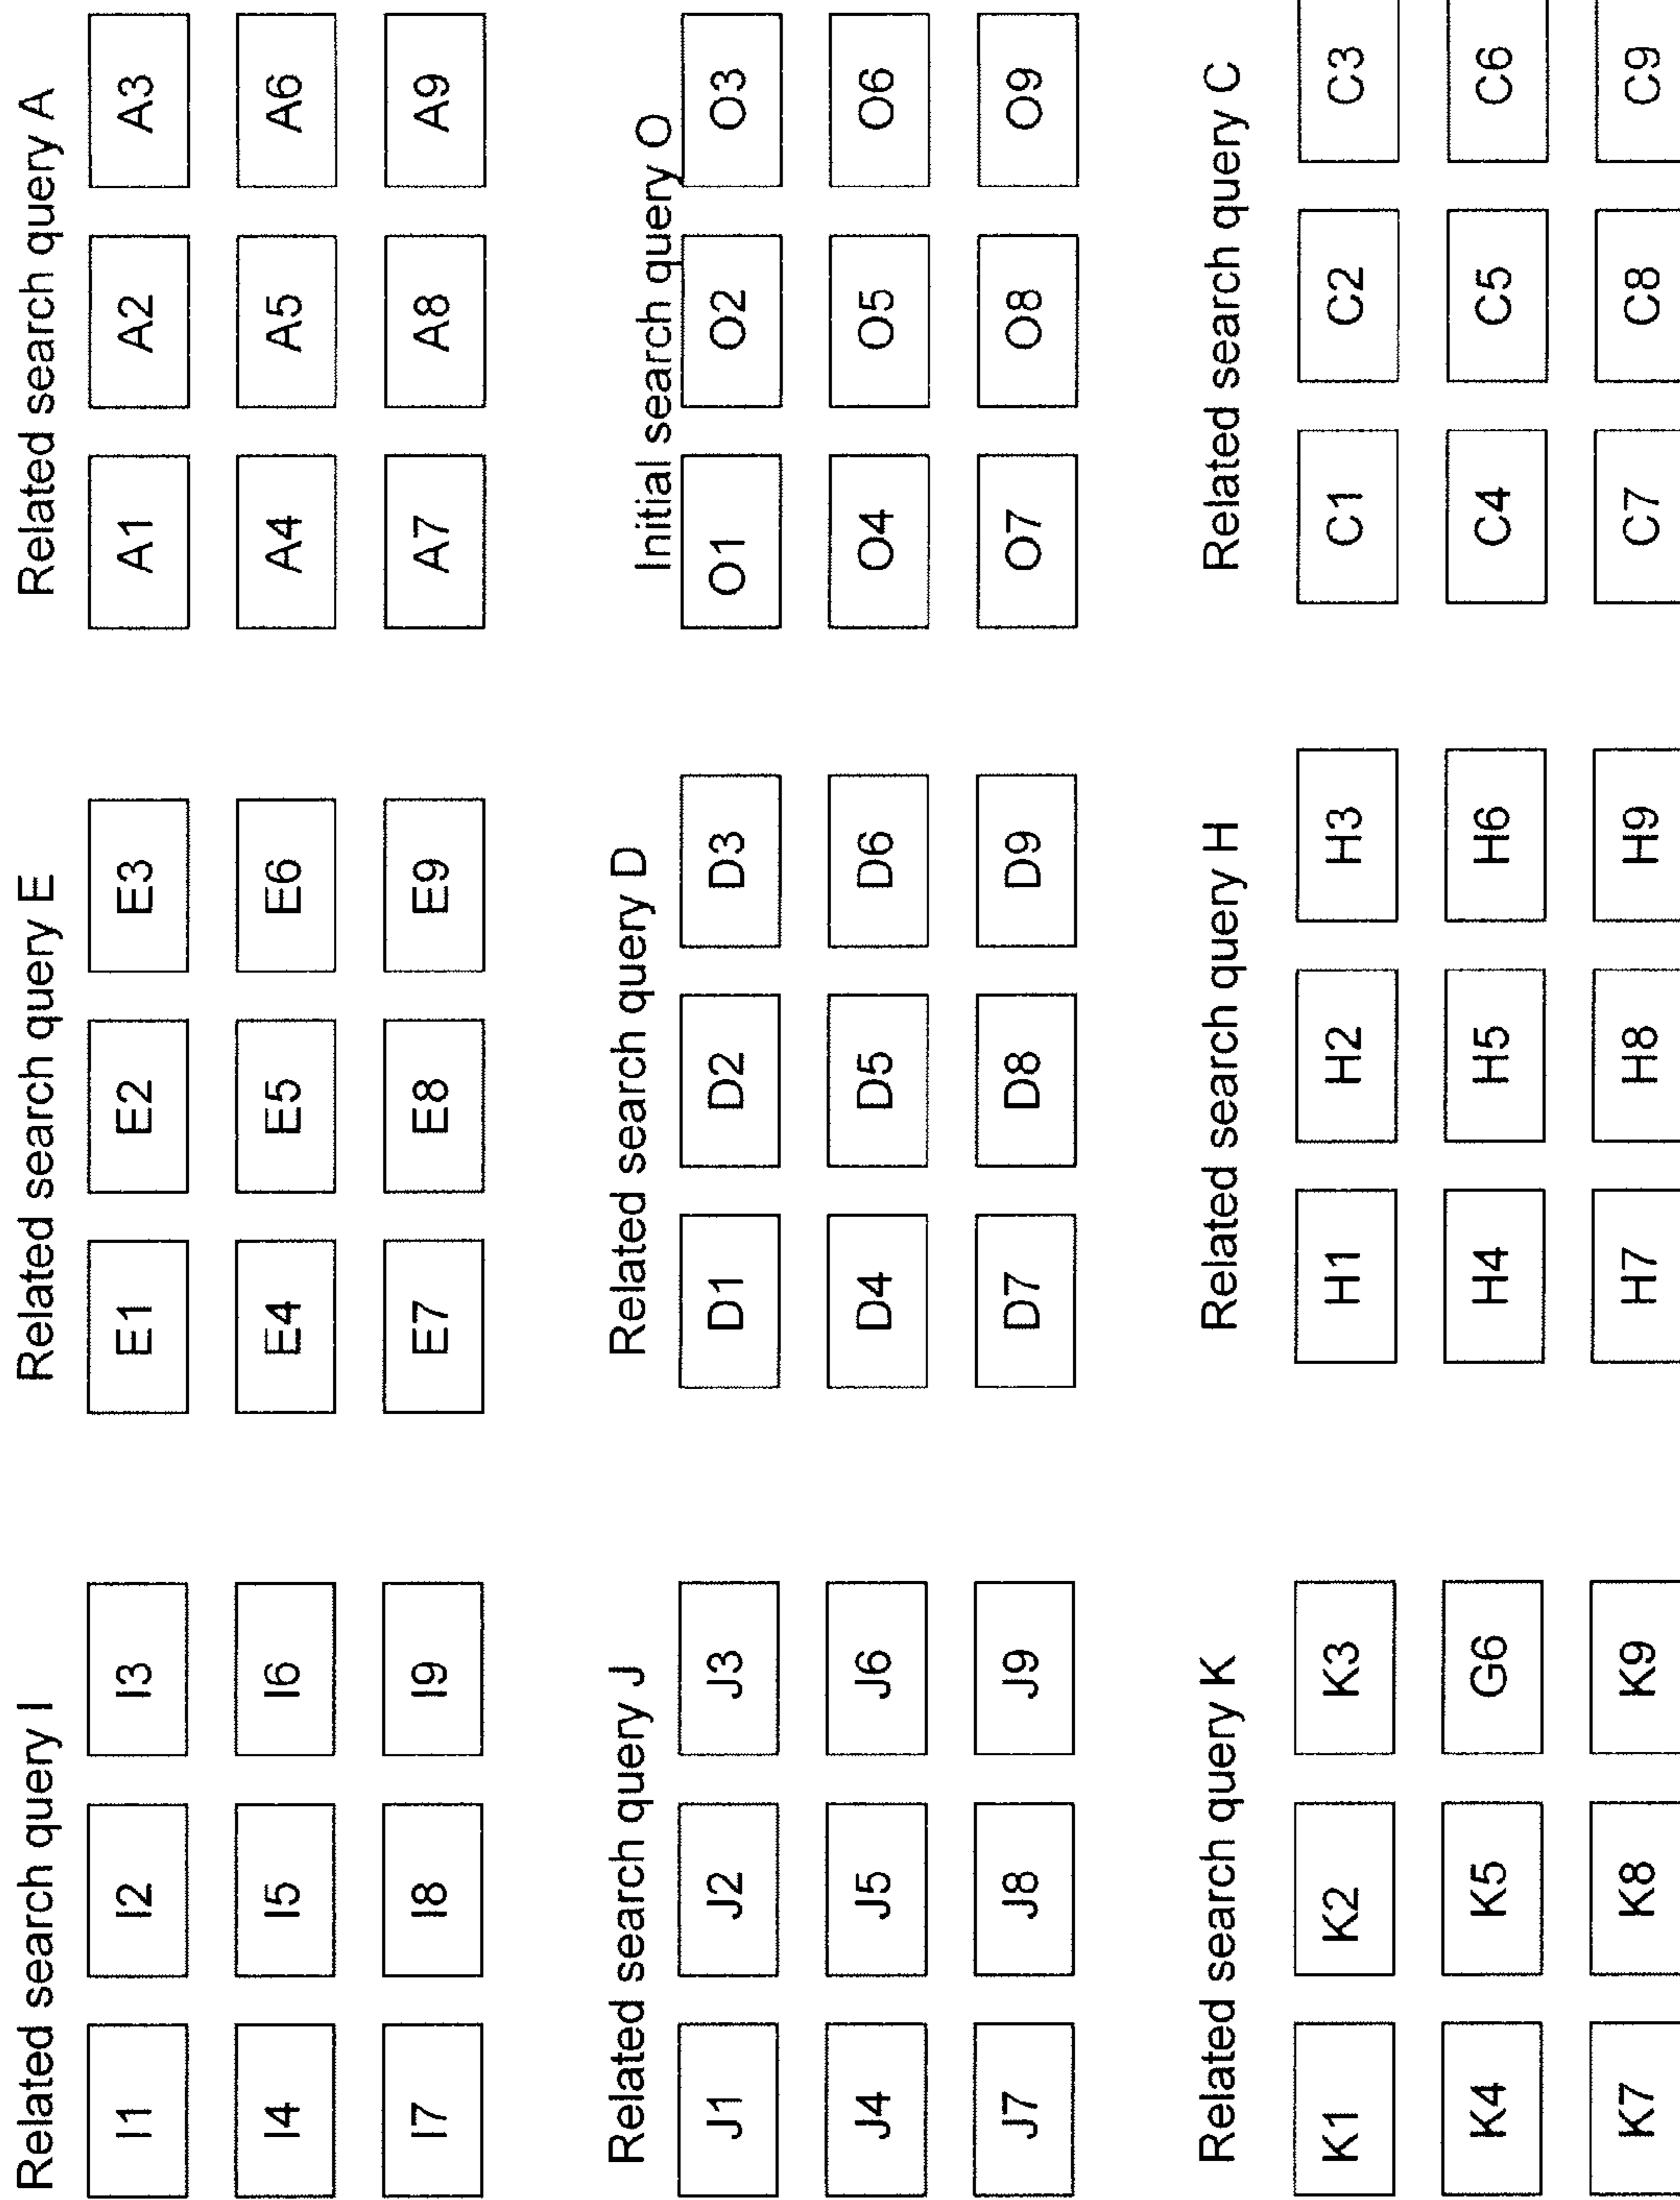 Related search query I
I1 I2 I3
I4 I5 I6
I7 I8 I9
Related search query E
E1 E2 E3
E4 E5 E6
E7 E8 E9
Related search query A
A1 A2 A3
A4 A5 A6
A7 A8 A9
Related search query J
J1 J2 J3
J4 J5 J6
J7 J8 J9
Related search query D
D1 D2 D3
D4 D5 D6
D7 D8 D9
Initial search query O
O1 O2 O3
O4 O5 O6
O7 O8 O9
Related search query K
K1 K2 K3
K4 K5 G6
K7 K8 K9
Related search query H
H1 H2 H3
H4 H5 H6
H7 H8 H9
Related search query C
C1 C2 C3
C4 C5 C6
C7 C8 C9